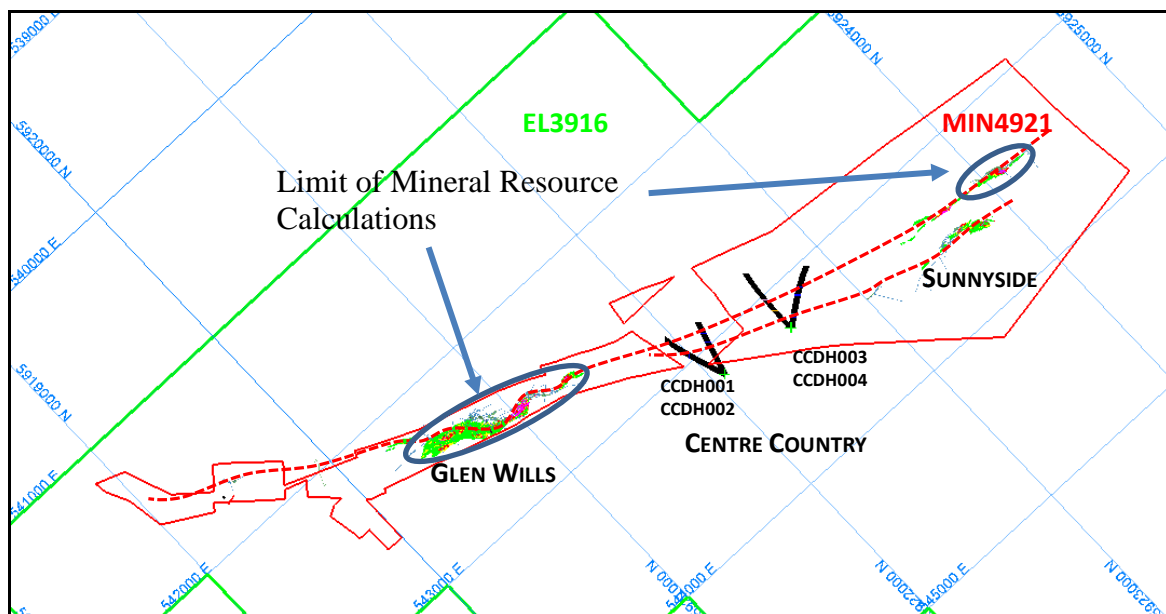 539000 E
5924000 N
5925000 N
EL3916
MIN4921
5920000 N
Limit of Mineral Resource
Calculations
540000 E
SUNNYSIDE
CCDH003
CCDH004
CCDH001
CCDH002
5919000 N
CENTRE COUNTRY
GLEN WILLS
541000 E
542000 E
543000 E
5922000 N
545000 E